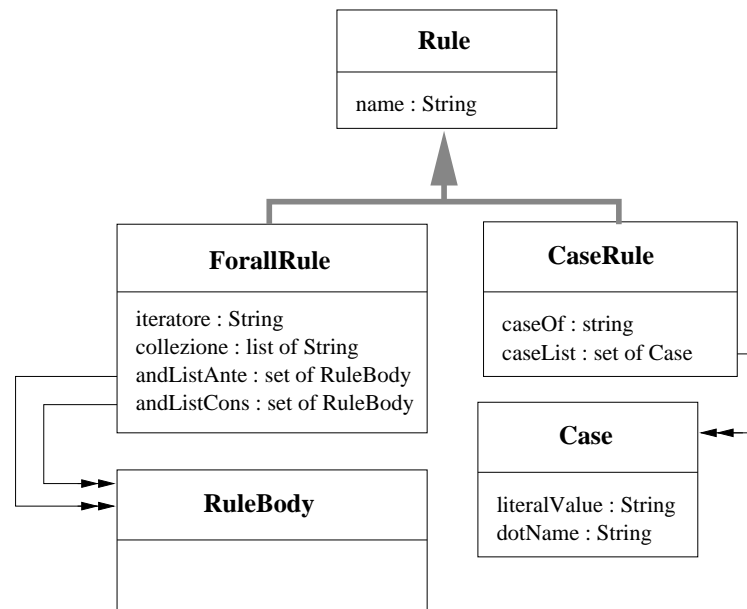 Rule
name : String
ForallRule
iteratore : String
collezione : list of String
andListAnte : set of RuleBody
andListCons : set of RuleBody
CaseRule
caseOf : string
caseList : set of Case
Case
literalValue : String
dotName : String
RuleBody